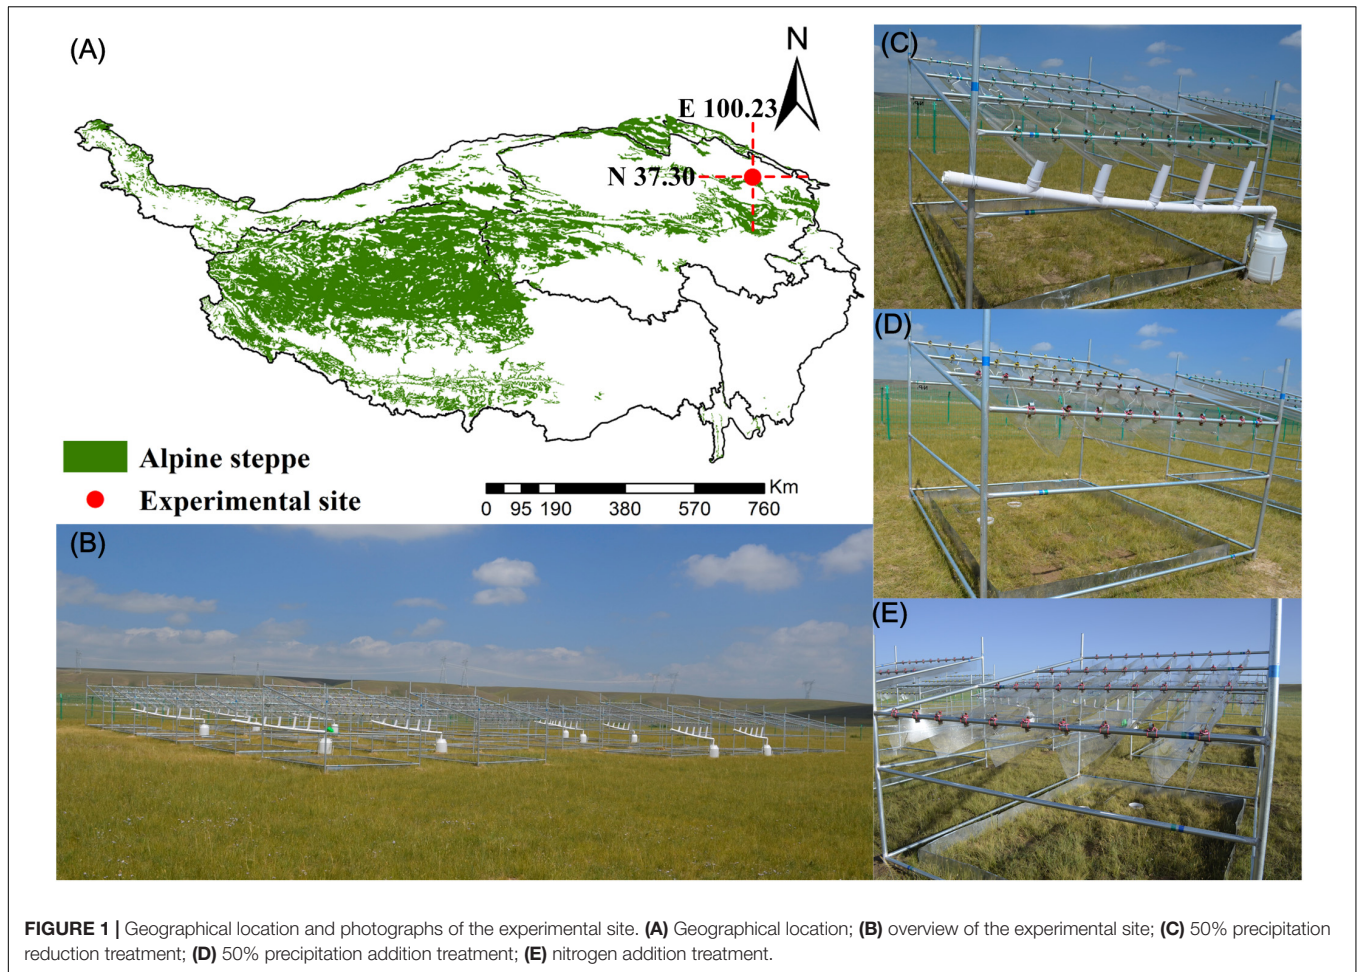 (A)
N
E 100.23
N 37.30
Alpine steppe
Experimental site
Km
0 95 190 380 570 760
(B)
(C)
(D)
(E)
FIGURE 1 | Geographical location and photographs of the experimental site. (A) Geographical location; (B) overview of the experimental site; (C) 50% precipitation
reduction treatment; (D) 50% precipitation addition treatment; (E) nitrogen addition treatment.